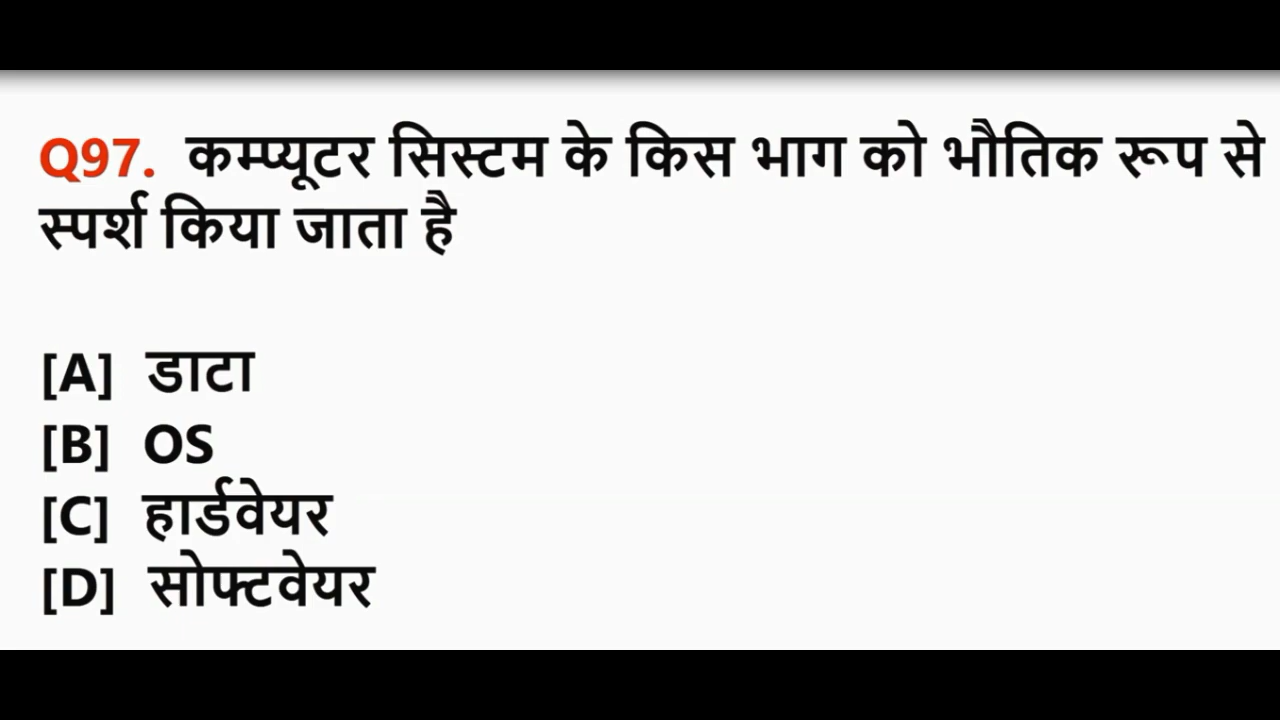 Q97. कम्प्यूटर सिस्टम के किस भाग को भौतिक रूप से
स्पर्श किया जाता है
[A] डाटा
[B] OS
[C] हार्डवेयर
[D] सोफ्टवेयर